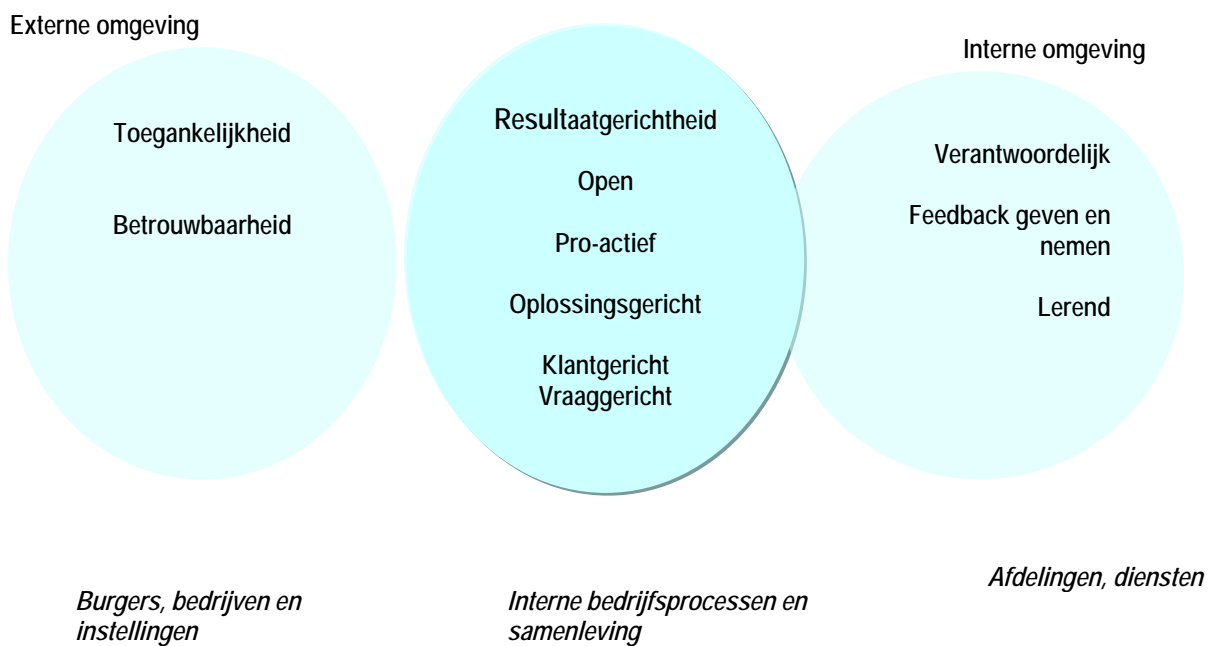 Externe omgeving
Toegankelijkheid
Betrouwbaarheid
Burgers, bedrijven en
instellingen
Resultaatgerichtheid
Open
Pro-actief
Oplossingsgericht
Klantgericht
Vraaggericht
Interne bedrijfsprocessen en
samenleving
Interne omgeving
Verantwoordelijk
Feedback geven en
nemen
Lerend
Afdelingen, diensten